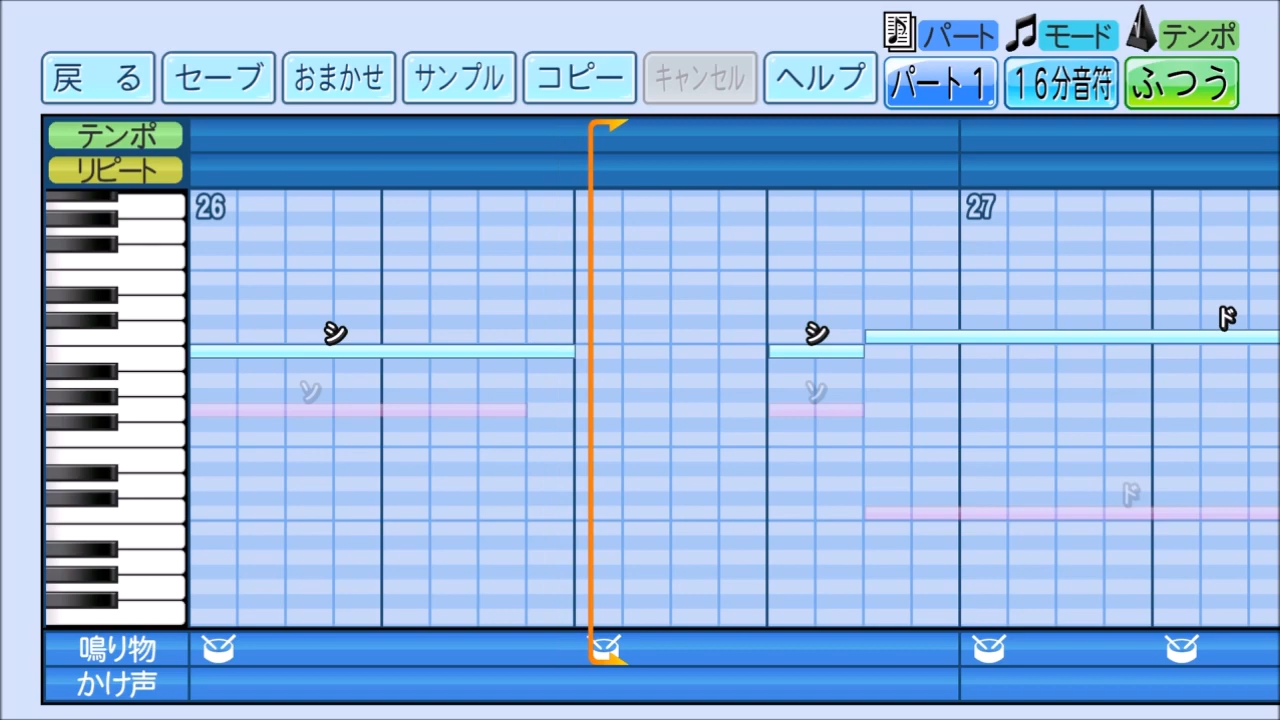 パート モード テンポ
戻 る セーブ おまかせ サンプル コピー キャンセル ヘルプ パート1 16分音符 ふつう
テンポ
リピート
26 27
ド
シ シ
シ シ
ド
鳴り物
かけ声